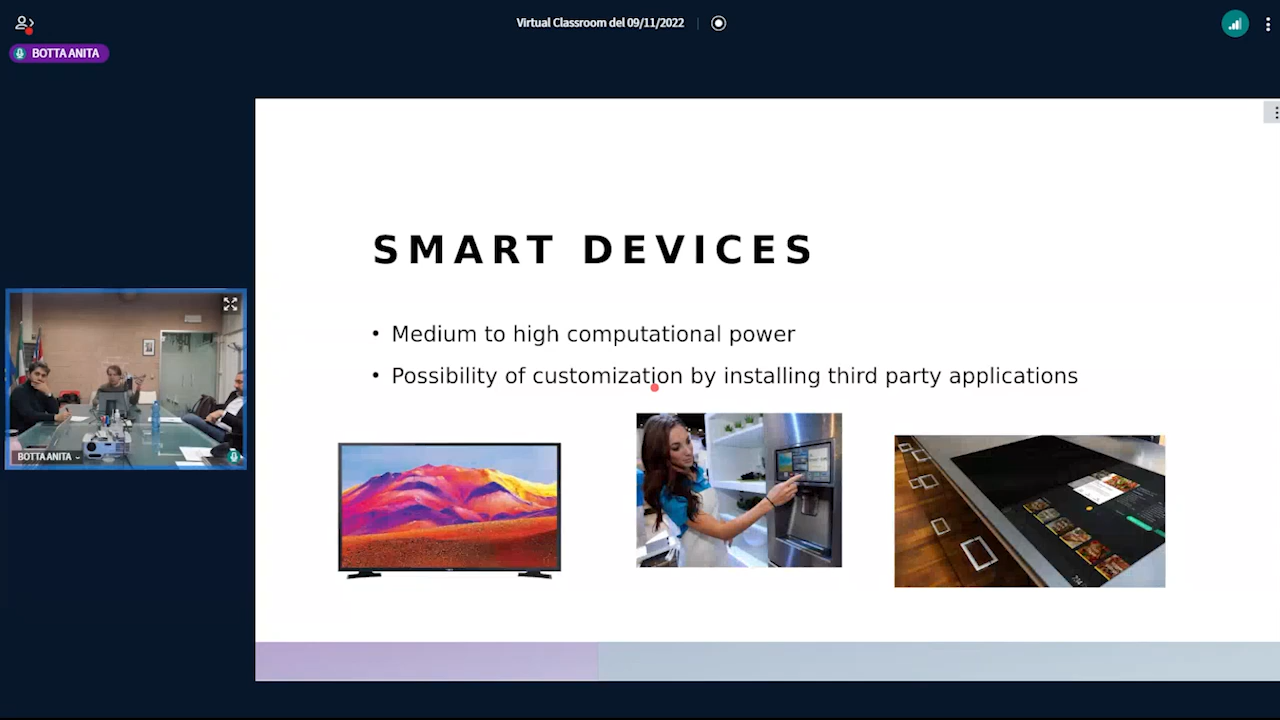 Virtual Classroom del 09/11/2022
BOTTA ANITA
SMART DEVICES
• Medium to high computational power
• Possibility of customization by installing third party applications
BOTTA ANITA